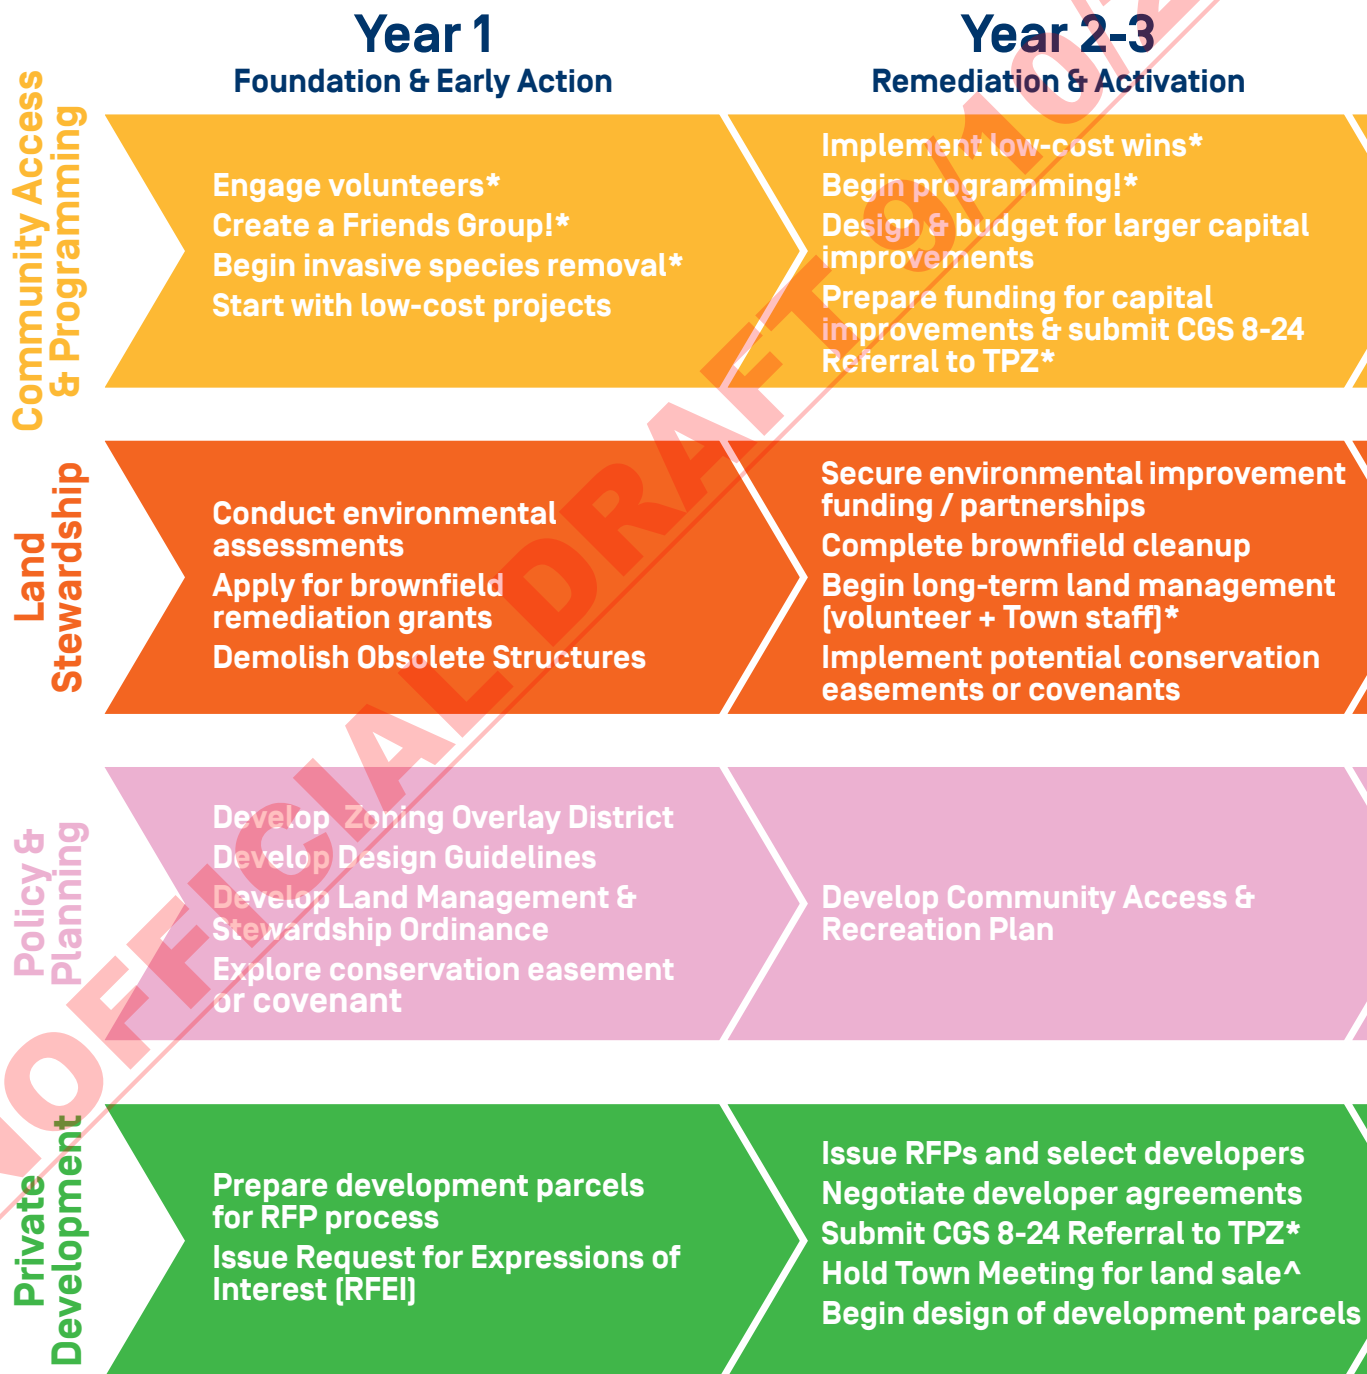 Year 1
Foundation & Early Action
Year 2-3
Remediation & Activation
Community Access
& Programming
Engage volunteers*
Create a Friends Group!*
Begin invasive species removal*
Start with low-cost projects
Implement low-cost wins*
Begin programming!*
Design & budget for larger capital
improvements
Prepare funding for capital
improvements & submit CGS 8-24
Referral to TPZ*
Land
Stewardship
Conduct environmental
assessments
Apply for brownfield
remediation grants
Demolish Obsolete Structures
Secure environmental improvement
funding / partnerships
Complete brownfield cleanup
Begin long-term land management
(volunteer + Town staff)*
Implement potential conservation
easements or covenants
Policy &
Planning
Develop Zoning Overlay District
Develop Design Guidelines
Develop Land Management &
Stewardship Ordinance
Explore conservation easement
or covenant
Develop Community Access &
Recreation Plan
Private
Development
Prepare development parcels
for RFP process
Issue Request for Expressions of
Interest (RFEI)
Issue RFPs and select developers
Negotiate developer agreements
Submit CGS 8-24 Referral to TPZ*
Hold Town Meeting for land sale^
Begin design of development parcels
NOFFICIAL DRAFT 9/10/2